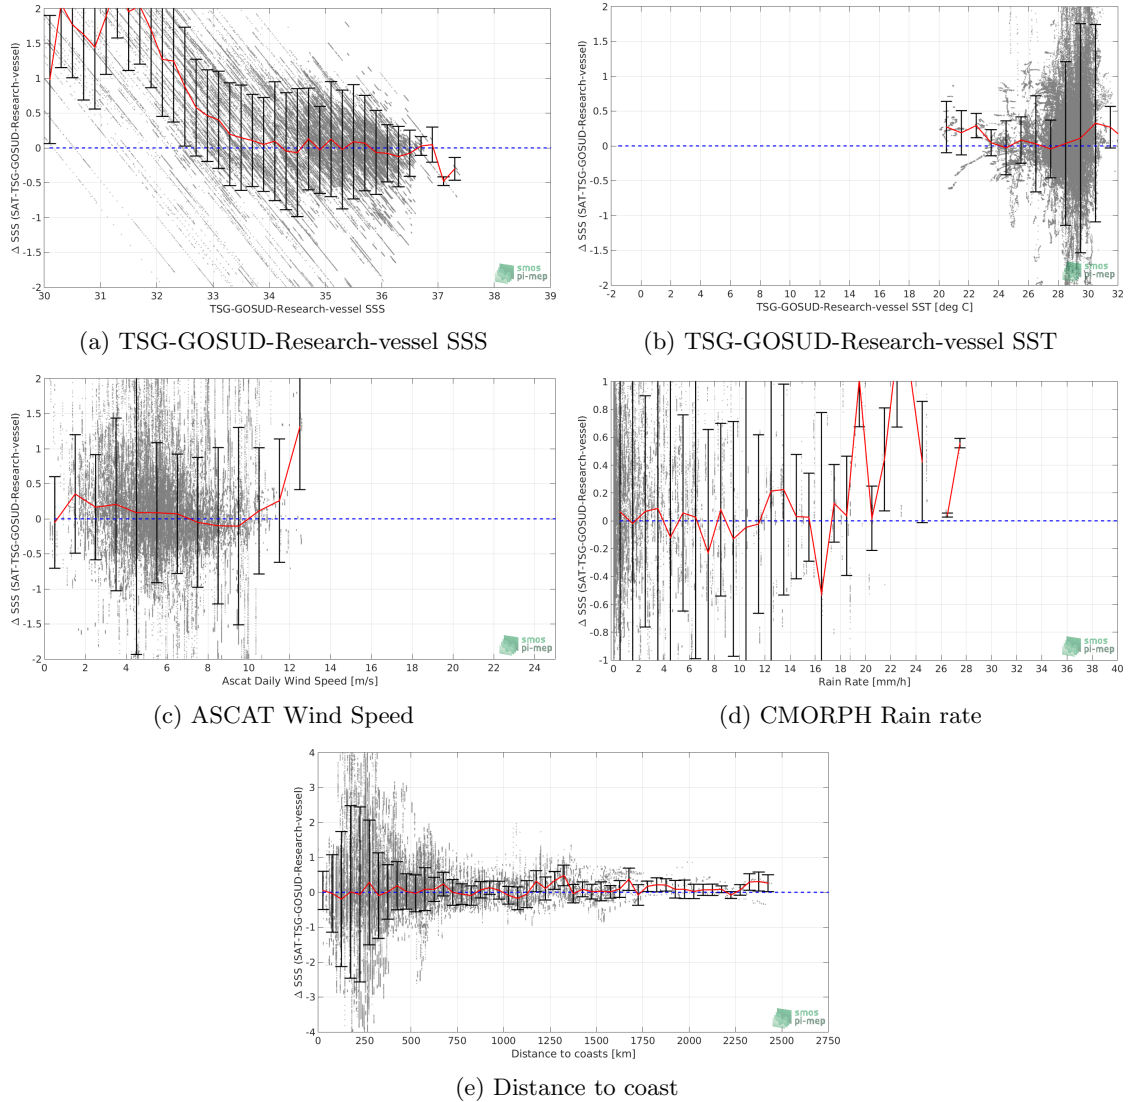 2
1.5
1
0.5
0
-0.5
-1
-1.5
-2
Δ SSS (SAT-TSG-GOSUD-Research-vessel)
30 31 32 33 34 35 36 37 38 39
TSG-GOSUD-Research-vessel SSS
smos
pi-mep
(a) TSG-GOSUD-Research-vessel SSS
2
1.5
1
0.5
0
-0.5
-1
-1.5
-2
Δ SSS (SAT-TSG-GOSUD-Research-vessel)
-2 0 2 4 6 8 10 12 14 16 18 20 22 24 26 28 30 32
TSG-GOSUD-Research-vessel SST [deg C]
smos
pi-mep
(b) TSG-GOSUD-Research-vessel SST
2
1.5
1
0.5
0
-0.5
-1
-1.5
-2
Δ SSS (SAT-TSG-GOSUD-Research-vessel)
0 2 4 6 8 10 12 14 16 18 20 22 24
Ascat Daily Wind Speed [m/s]
smos
pi-mep
(c) ASCAT Wind Speed
1
0.8
0.6
0.4
0.2
0
-0.2
-0.4
-0.6
-0.8
-1
Δ SSS (SAT-TSG-GOSUD-Research-vessel)
0 2 4 6 8 10 12 14 16 18 20 22 24 26 28 30 32 34 36 38 40
Rain Rate [mm/h]
smos
pi-mep
(d) CMORPH Rain rate
4
3
2
1
0
-1
-2
-3
-4
Δ SSS (SAT-TSG-GOSUD-Research-vessel)
0 250 500 750 1000 1250 1500 1750 2000 2250 2500 2750
Distance to coasts [km]
smos
pi-mep
(e) Distance to coast